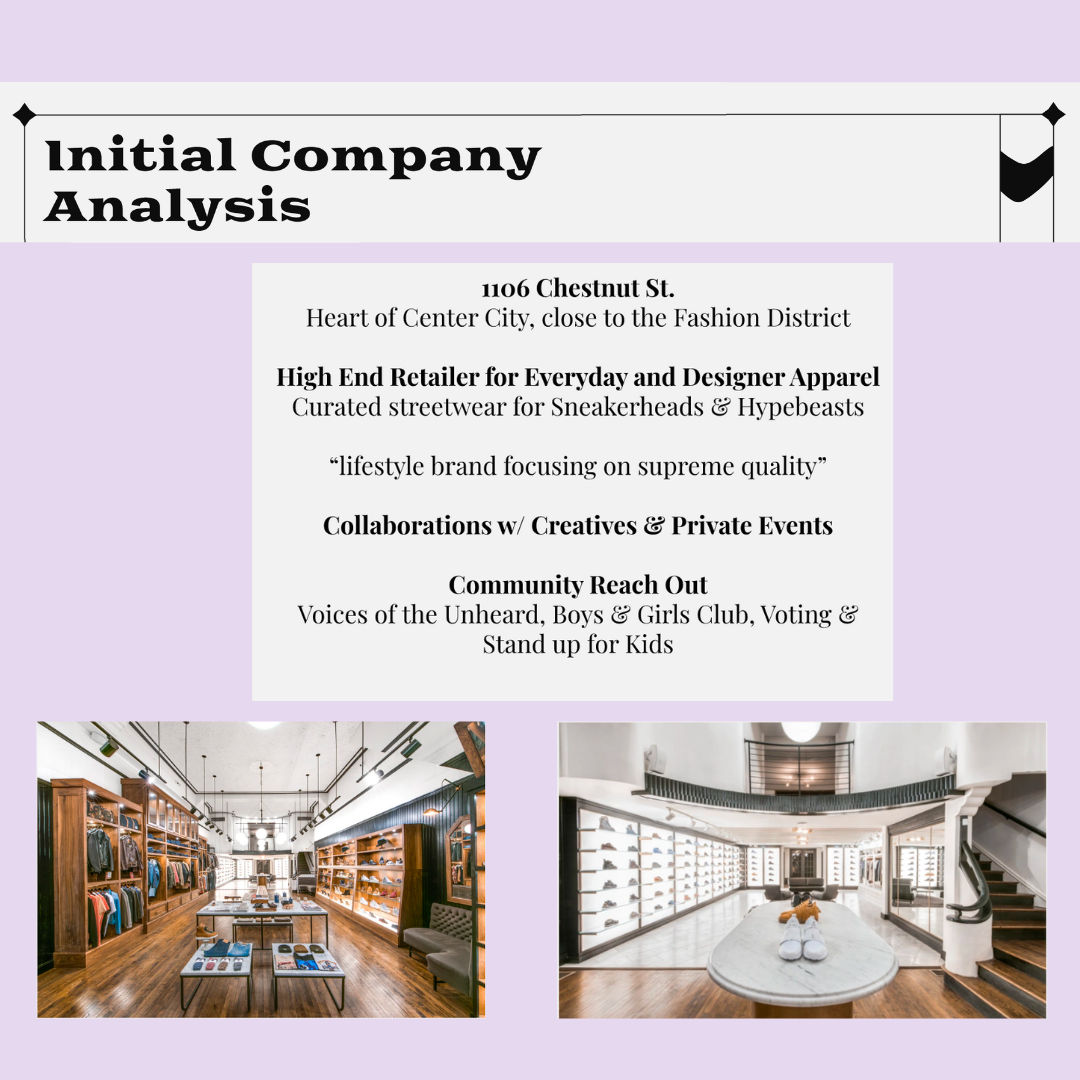 Initial Company
Analysis
1106 Chestnut St.
Heart of Center City, close to the Fashion District
High End Retailer for Everyday and Designer Apparel
Curated streetwear for Sneakerheads & Hypebeasts
“lifestyle brand focusing on supreme quality”
Collaborations w/ Creatives & Private Events
Community Reach Out
Voices of the Unheard, Boys & Girls Club, Voting &
Stand up for Kids